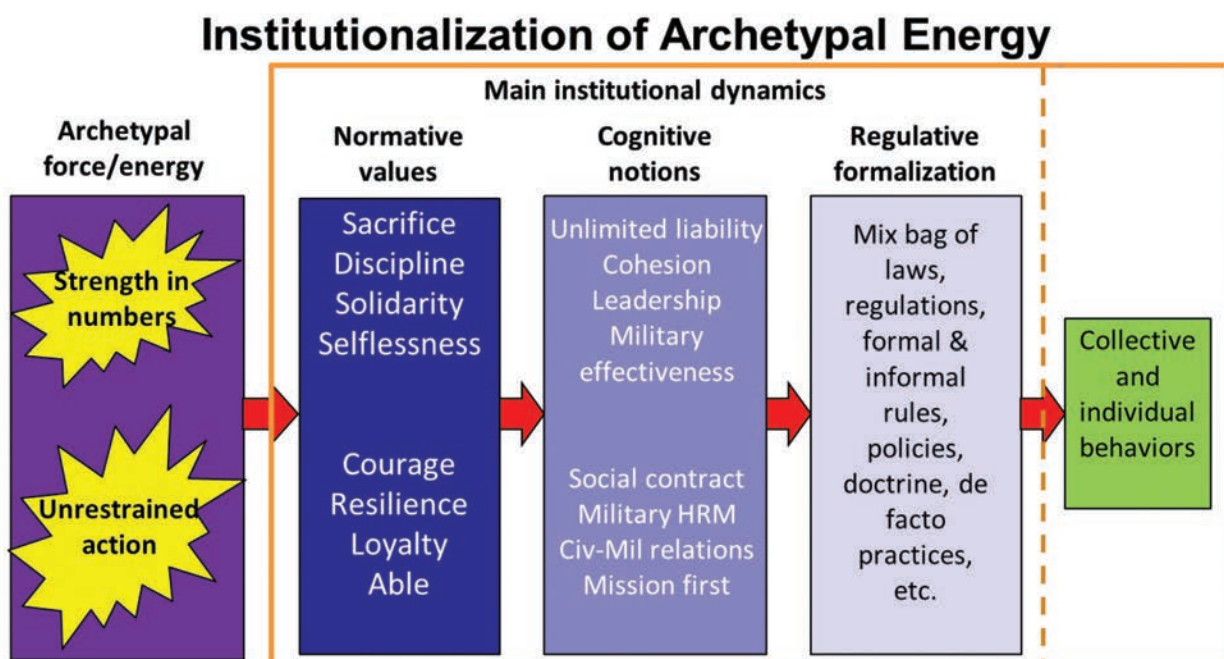 Institutionalization of Archetypal Energy
Main institutional dynamics
Archetypal
force/energy
Strength in
numbers
Unrestrained
action
Normative
values
Sacrifice
Discipline
Solidarity
Selflessness
Courage
Resilience
Loyalty
Able
Cognitive
notions
Unlimited liability
Cohesion
Leadership
Military
effectiveness
Social contract
Military HRM
Civ-Mil relations
Mission first
Regulative
formalization
Mix bag of
laws,
regulations,
formal &
informal
rules,
policies,
doctrine, de
facto
practices,
etc.
Collective
and
individual
behaviors